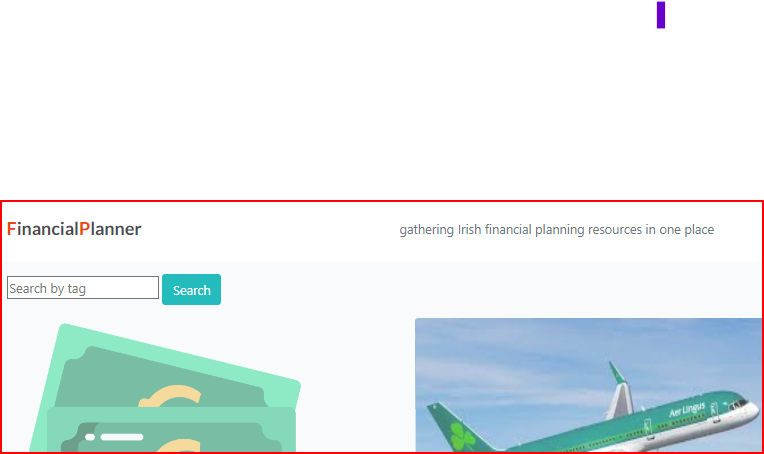 FinancialPlanner
gathering Irish financial planning resources in one place
Search by tag
Search
Aer Lingus